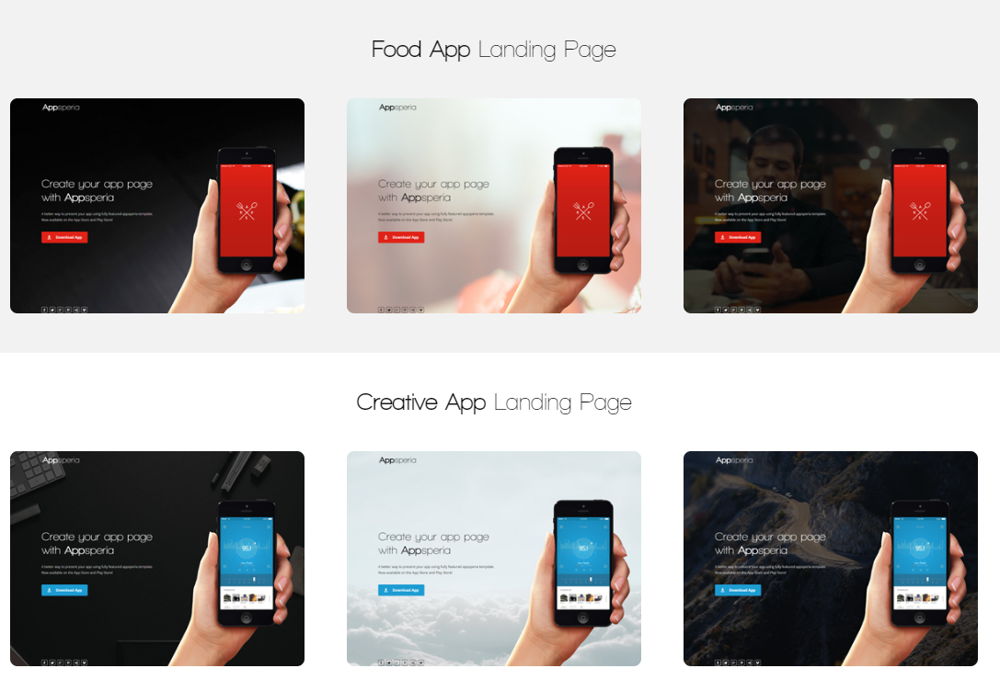 Food App Landing Page
Appsperia
Create your app page
with Appsperia
A better way to present your app using fully featured appsperia template.
Now available on the App Store and Play Store!
Download App
Appsperia
Create your app page
with Appsperia
A better way to present your app using fully featured appsperia template.
Now available on the App Store and Play Store!
Download App
Appsperia
Create your app page
with Appsperia
A better way to present your app using fully featured appsperia template.
Now available on the App Store and Play Store!
Download App
Creative App Landing Page
Appsperia
Create your app page
with Appsperia
A better way to present your app using fully featured appsperia template.
Now available on the App Store and Play Store!
Download App
95.1
Appsperia
Create your app page
with Appsperia
A better way to present your app using fully featured appsperia template.
Now available on the App Store and Play Store!
Download App
95.1
Appsperia
Create your app page
with Appsperia
A better way to present your app using fully featured appsperia template.
Now available on the App Store and Play Store!
Download App
95.1